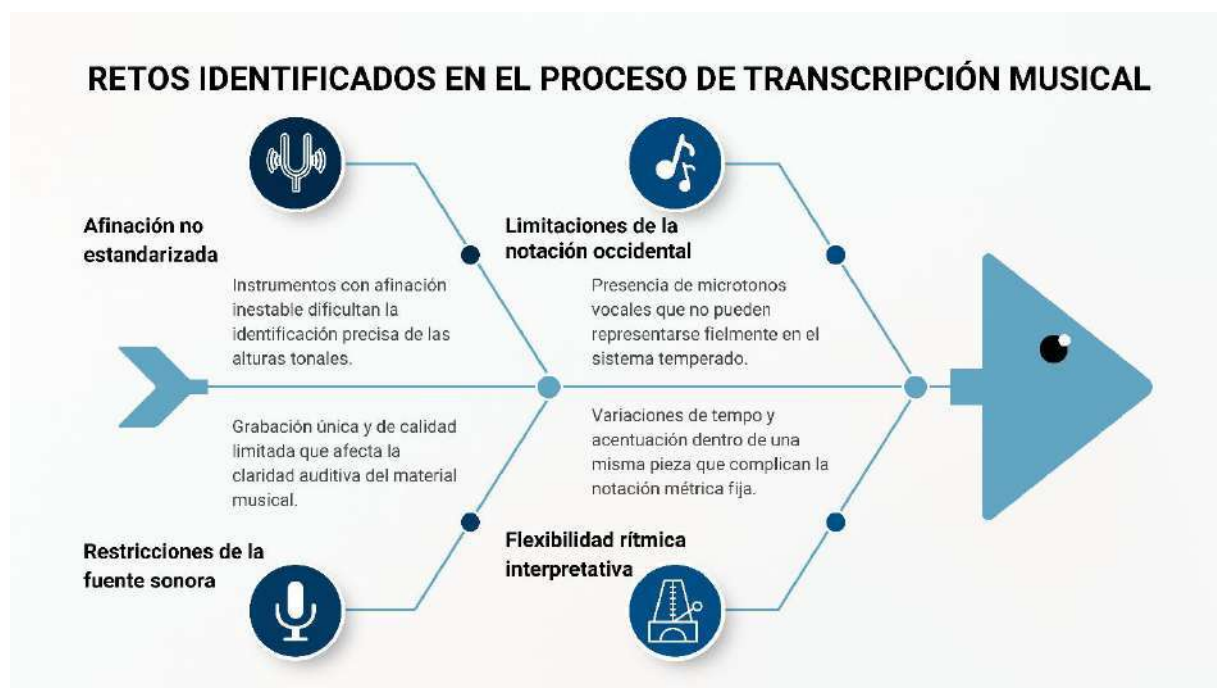 RETOS IDENTIFICADOS EN EL PROCESO DE TRANSCRIPCIÓN MUSICAL
Afinación no
estandarizada
Instrumentos con afinación
inestable dificultan la
identificación precisa de las
alturas tonales.
Limitaciones de la
notación occidental
Presencia de microtonos
vocales que no pueden
representarse fielmente en el
sistema temperado.
Grabación única y de calidad
limitada que afecta la
claridad auditiva del material
musical.
Restricciones de la
fuente sonora
Variaciones de tempo y
acentuación dentro de una
misma pieza que complican la
notación métrica fija.
Flexibilidad rítmica
interpretativa